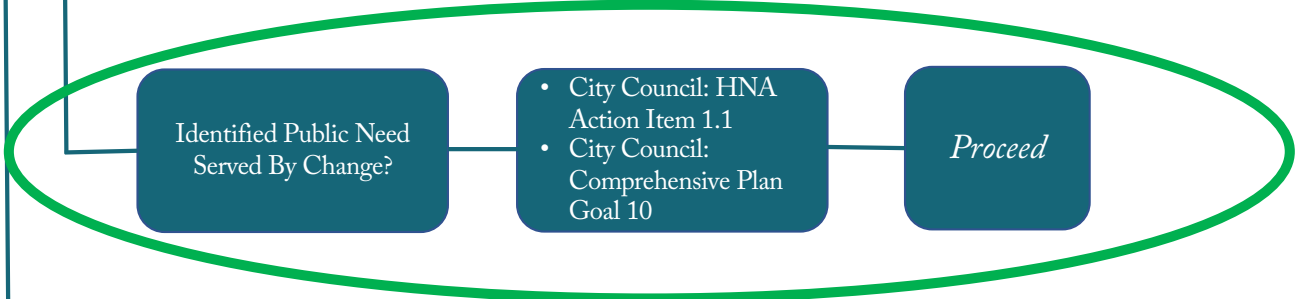 Identified Public Need
Served By Change?
• City Council: HNA
Action Item 1.1
• City Council:
Comprehensive Plan
Goal 10
Proceed